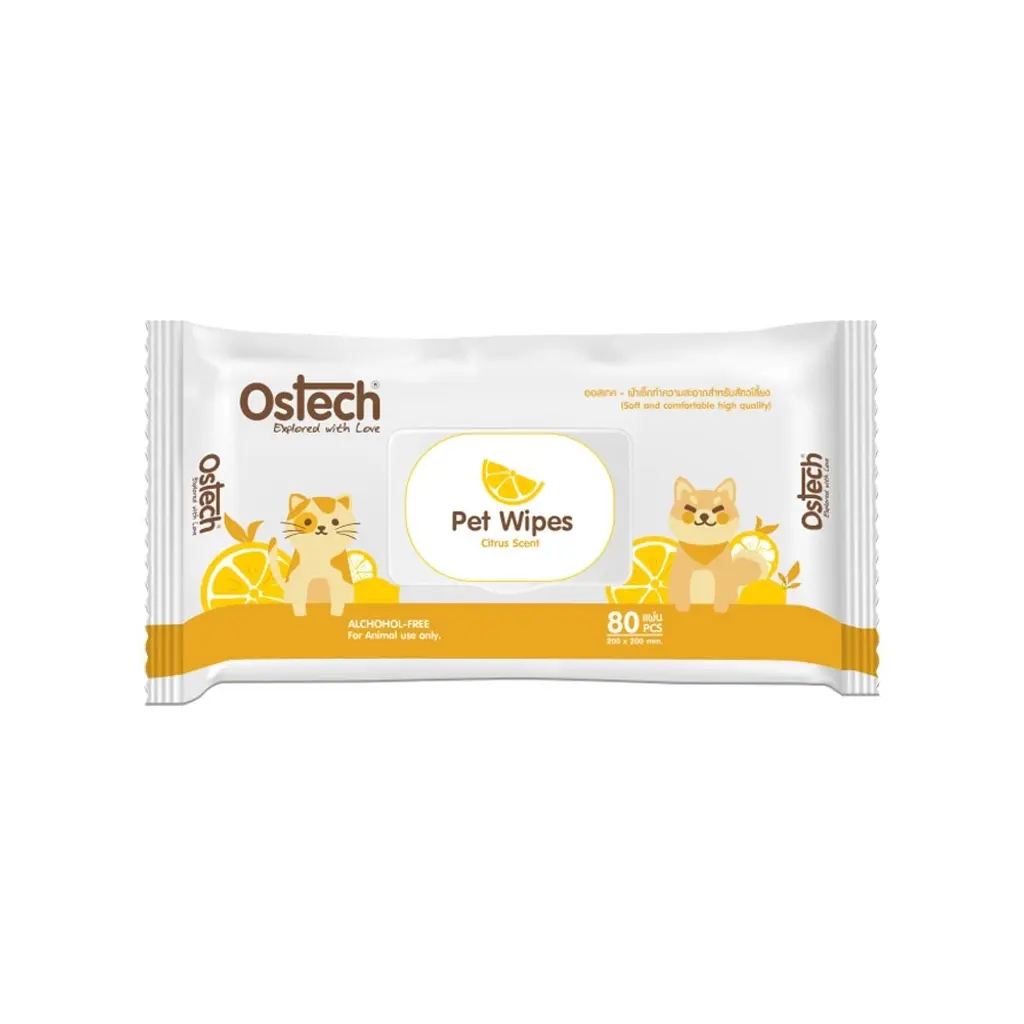 Ostech®
Explored with Love
ออสเทค - ผ้าเช็ดทำความสะอาดสำหรับสัตว์เลี้ยง
(Soft and comfortable high quality)
Ostech
Explored with Love
Ostech
Explored with Love
Pet Wipes
Citrus Scent
ALCHOHOL-FREE
For Animal use only.
80 แผ่น
PCS
200 x 200 mm.